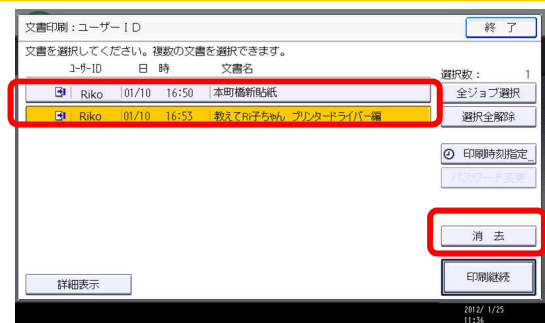 文書印刷：ユーザーＩＤ
終 了
文書を選択してください。複数の文書を選択できます。
ﾕｰｻﾞｰID 日 時 文書名
選択数： 1
Riko 01/10 16:50 本町橋新貼紙
全ジョブ選択
Riko 01/10 16:53 教えてRi子ちゃん プリンタードライバー編
選択全解除
印刷時刻指定
パスワード変更
消 去
詳細表示
印刷継続
2012/ 1/25
11:36